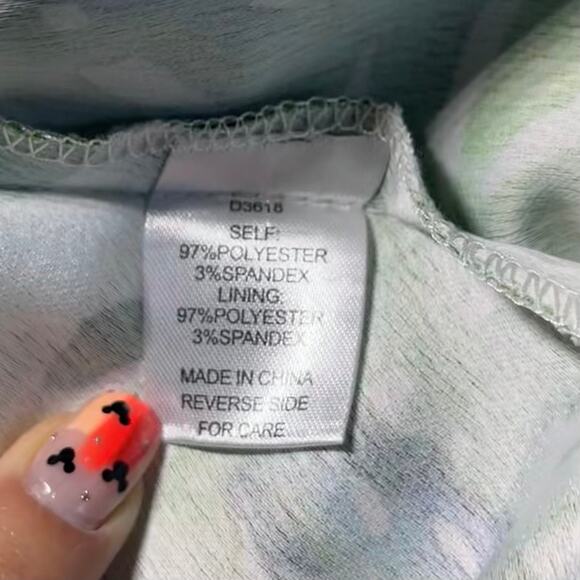 D3618
SELF:
97%POLYESTER
3%SPANDEX
LINING:
97%POLYESTER
3%SPANDEX
MADE IN CHINA
REVERSE SIDE
FOR CARE